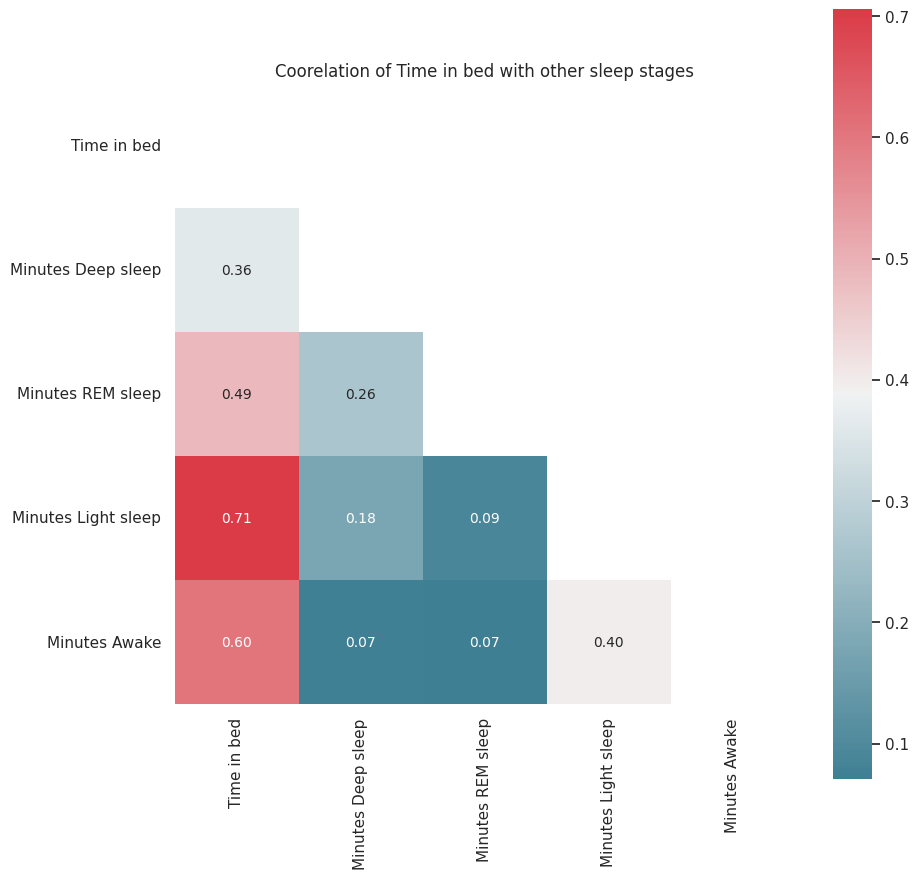 Coorelation of Time in bed with other sleep stages
Time in bed
Minutes Deep sleep
0.36
Minutes REM sleep
0.49 0.26
Minutes Light sleep
0.71 0.18 0.09
Minutes Awake
0.60 0.07 0.07 0.40
Time in bed
Minutes Deep sleep
Minutes REM sleep
Minutes Light sleep
Minutes Awake
0.7
0.6
0.5
0.4
0.3
0.2
0.1